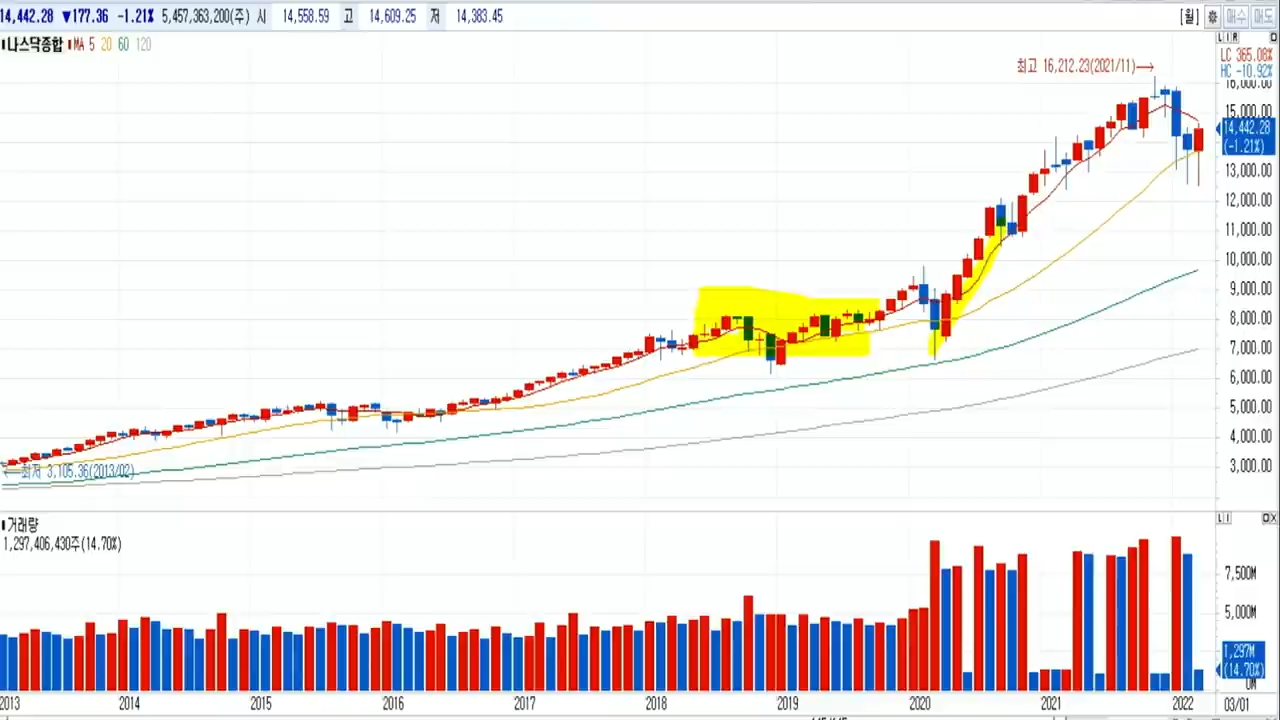 14,442.28 ▼177.36 -1.21% 5,457,363,200(주) 시 14,558.59 고 14,609.25 저 14,383.45 [월] 매수 매도
나스닥종합 MA 5 20 60 120
LC 365.08%
HC -10.92%
최고 16,212.23(2021/11)→
16,000.00
15,000.00
14,442.28
(-1.21%)
13,000.00
12,000.00
11,000.00
10,000.00
9,000.00
8,000.00
7,000.00
6,000.00
5,000.00
4,000.00
3,000.00
←최저 3,105.36(2013/02)
거래량
1,297,406,430주(14.70%)
7,500M
5,000M
1,297M
(14.70%)
0M
2013 2014 2015 2016 2017 2018 2019 2020 2021 2022 03/01